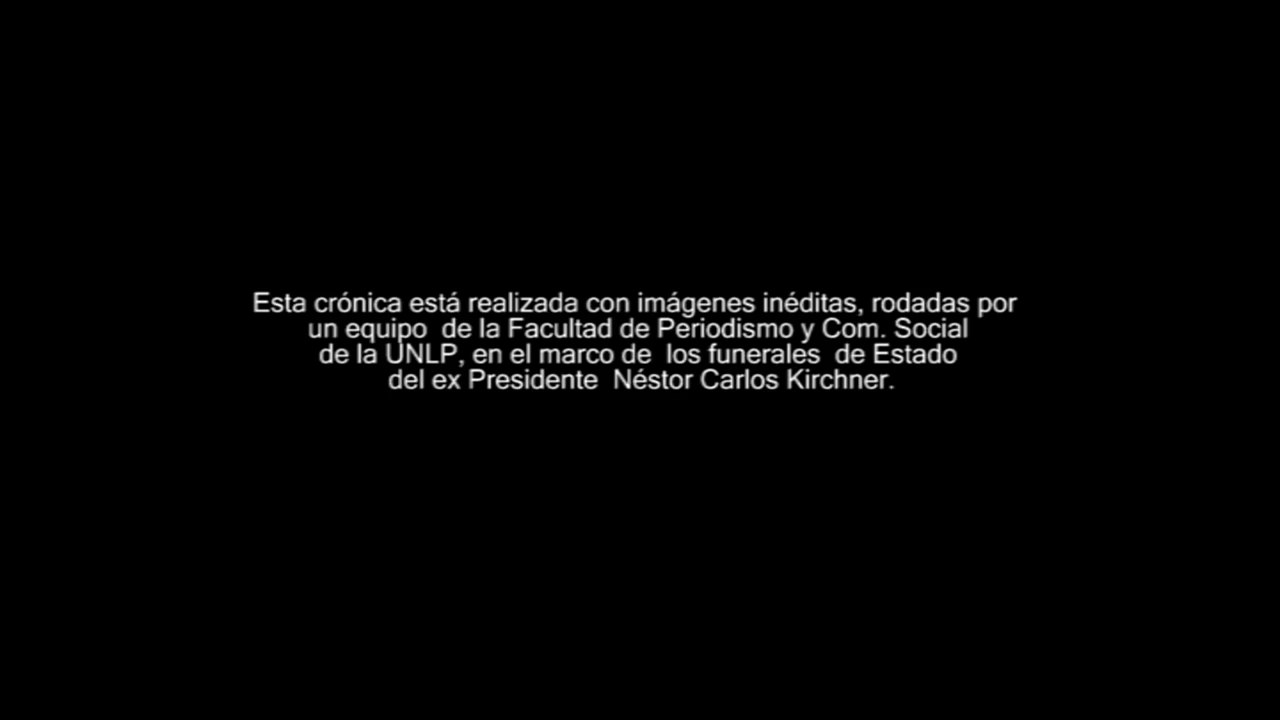 Esta crónica está realizada con imágenes inéditas, rodadas por
un equipo  de la Facultad de Periodismo y Com. Social
de la UNLP, en el marco de  los funerales  de Estado
del ex Presidente  Néstor Carlos Kirchner.